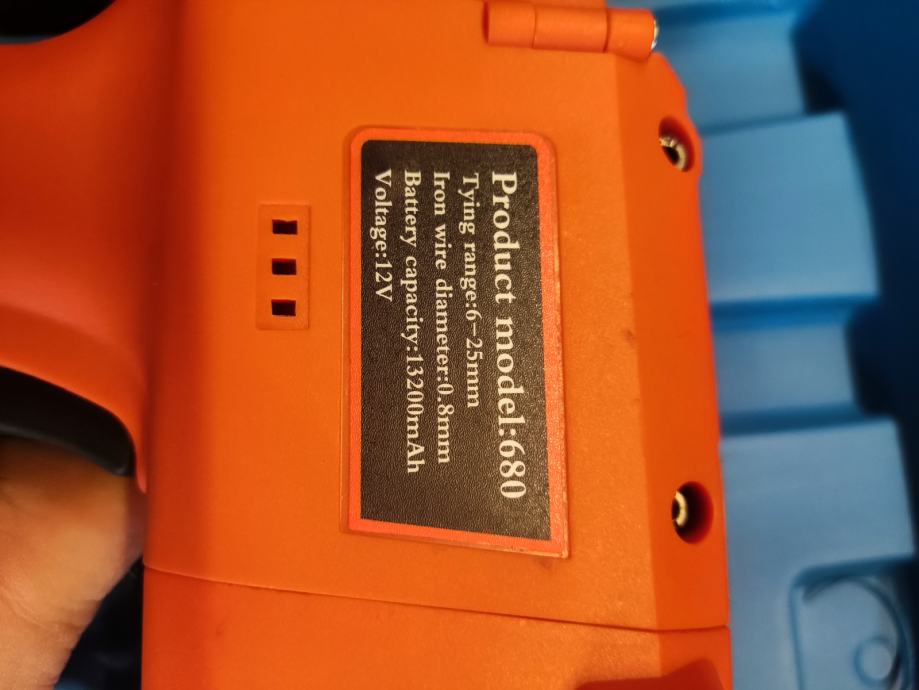 Product model:680
Tying range:6-25mm
Iron wire diameter:0.8mm
Battery capacity:13200mAh
Voltage:12V